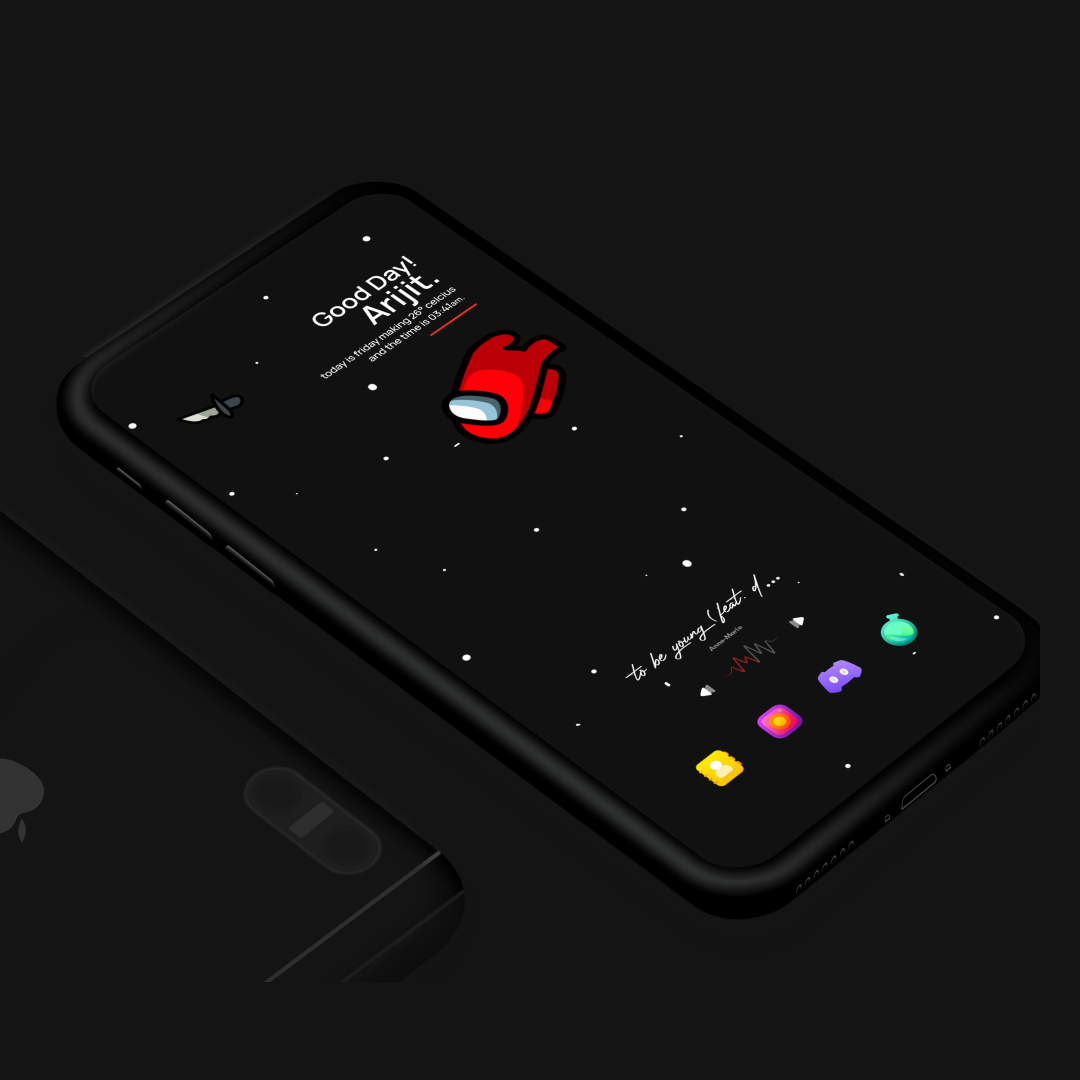 Good Day!
Arijit.
today is friday making 26° celcius
and the time is 03:41am.
to be young (feat. d...
Anne-Marie